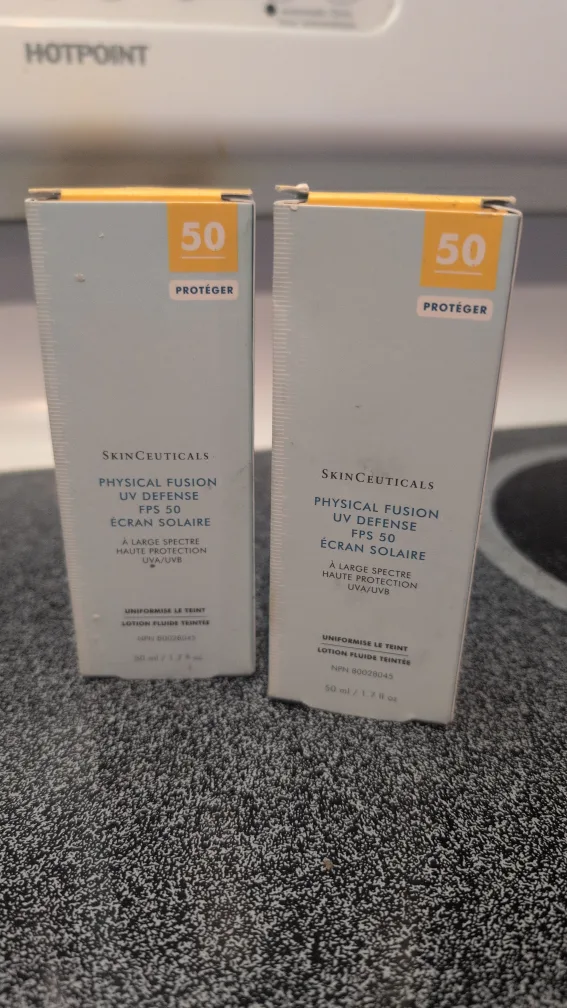 HOTPOINT
50
PROTÉGER
SKINCEUTICALS
PHYSICAL FUSION
UV DEFENSE
FPS 50
ÉCRAN SOLAIRE
À LARGE SPECTRE
HAUTE PROTECTION
UVA/UVB
UNIFORMISE LE TEINT
LOTION FLUIDE TEINTÉE
NPN 80028045
50 ml / 1.7 fl oz
50
PROTÉGER
SKINCEUTICALS
PHYSICAL FUSION
UV DEFENSE
FPS 50
ÉCRAN SOLAIRE
À LARGE SPECTRE
HAUTE PROTECTION
UVA/UVB
UNIFORMISE LE TEINT
LOTION FLUIDE TEINTÉE
NPN 80028045
50 ml / 1.7 fl oz